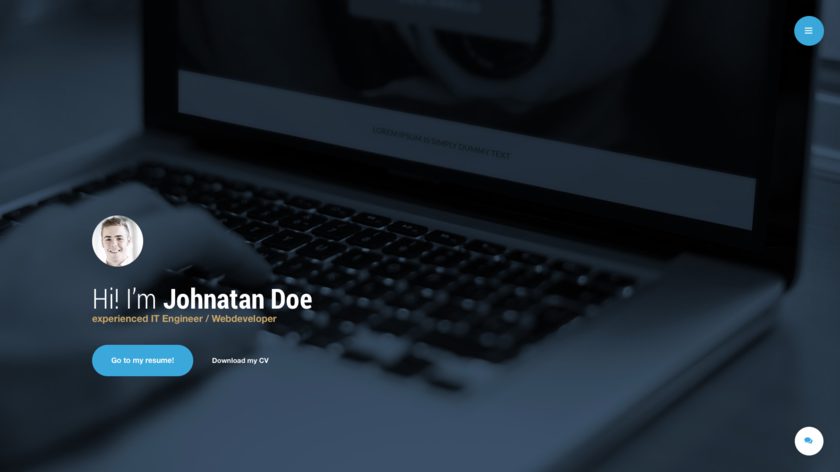 LOREM IPSUM IS SIMPLY DUMMY TEXT
Hi! I'm Johnatan Doe
experienced IT Engineer / Webdeveloper
Go to my resume!
Download my CV